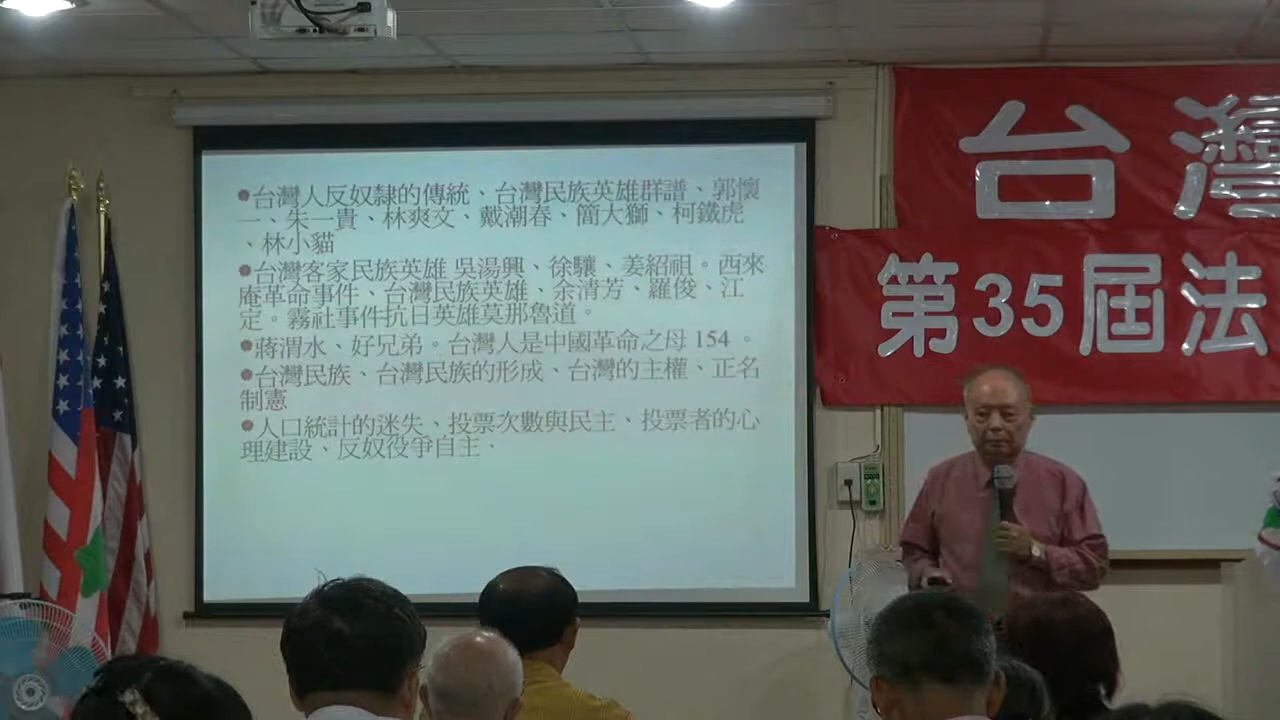 ●台灣人反奴隸的傳統、台灣民族英雄群譜、郭懷
一、朱一貴、林爽文、戴潮春、簡大獅、柯鐵虎
、林小貓
●台灣客家民族英雄 吳湯興、徐驤、姜紹祖。西來
庵革命事件、台灣民族英雄、余清芳、羅俊、江
定。霧社事件抗日英雄莫那魯道。
●蔣渭水、好兄弟。台灣人是中國革命之母 154 。
●台灣民族、台灣民族的形成、台灣的主權、正名
制憲
●人口統計的迷失、投票次數與民主、投票者的心
理建設、反奴役爭自主、
台灣
第35屆法